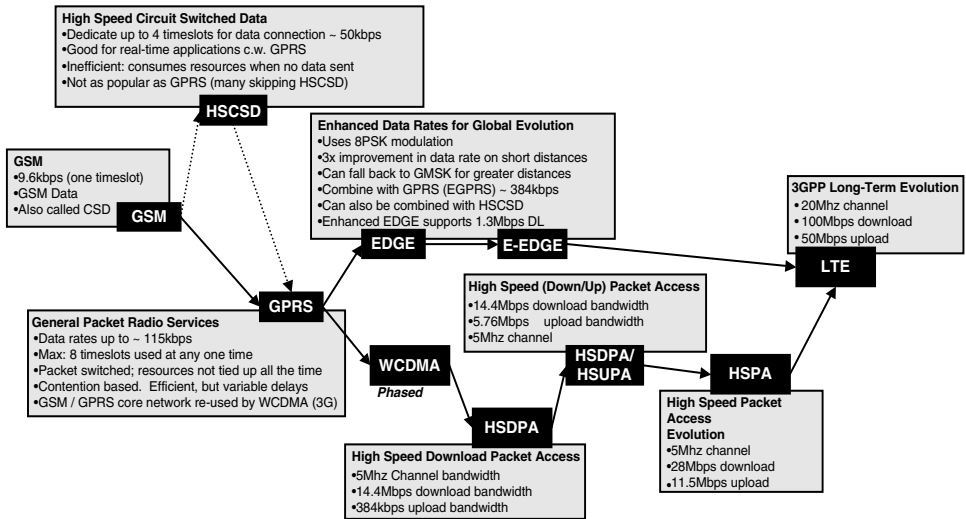 High Speed Circuit Switched Data
•Dedicate up to 4 timeslots for data connection ~ 50kbps
•Good for real-time applications c.w. GPRS
•Inefficient: consumes resources when no data sent
•Not as popular as GPRS (many skipping HSCSD)
HSCSD
GSM
•9.6kbps (one timeslot)
•GSM Data
•Also called CSD
GSM
Enhanced Data Rates for Global Evolution
•Uses 8PSK modulation
•3x improvement in data rate on short distances
•Can fall back to GMSK for greater distances
•Combine with GPRS (EGPRS) ~ 384kbps
•Can also be combined with HSCSD
•Enhanced EDGE supports 1.3Mbps DL
EDGE
E-EDGE
3GPP Long-Term Evolution
•20Mhz channel
•100Mbps download
•50Mbps upload
LTE
GPRS
General Packet Radio Services
•Data rates up to ~ 115kbps
•Max: 8 timeslots used at any one time
•Packet switched; resources not tied up all the time
•Contention based. Efficient, but variable delays
•GSM / GPRS core network re-used by WCDMA (3G)
WCDMA
Phased
High Speed (Down/Up) Packet Access
•14.4Mbps download bandwidth
•5.76Mbps upload bandwidth
•5Mhz channel
HSDPA/
HSUPA
HSDPA
High Speed Download Packet Access
•5Mhz Channel bandwidth
•14.4Mbps download bandwidth
•384kbps upload bandwidth
HSPA
High Speed Packet
Access
Evolution
•5Mhz channel
•28Mbps download
•11.5Mbps upload